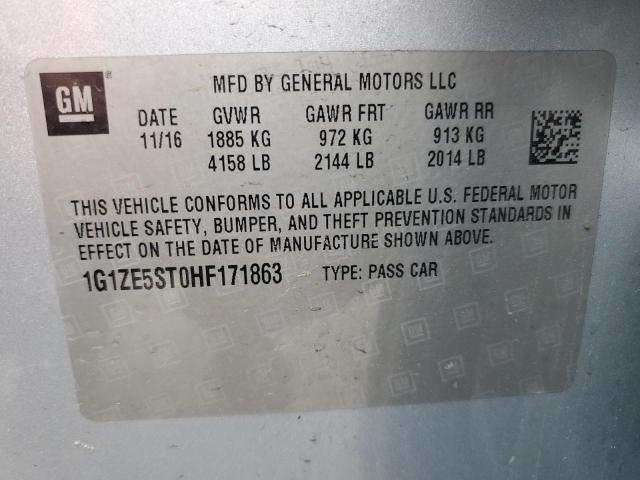 GM ®
MFD BY GENERAL MOTORS LLC
DATE GVWR GAWR FRT GAWR RR
11/16 1885 KG 972 KG 913 KG
4158 LB 2144 LB 2014 LB
THIS VEHICLE CONFORMS TO ALL APPLICABLE U.S. FEDERAL MOTOR
VEHICLE SAFETY, BUMPER, AND THEFT PREVENTION STANDARDS IN
EFFECT ON THE DATE OF MANUFACTURE SHOWN ABOVE.
1G1ZE5ST0HF171863 TYPE: PASS CAR